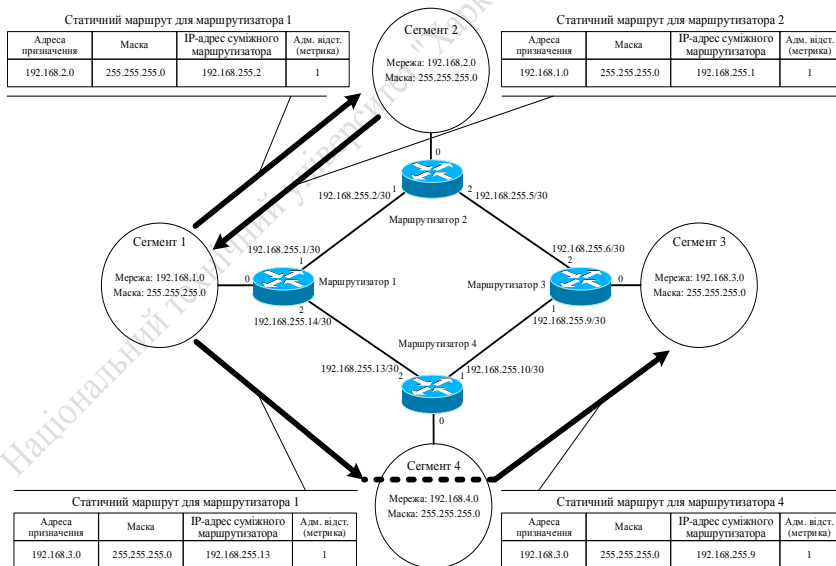 Статичний маршрут для маршрутизатора 1
Адреса призначення
Маска
IP-адрес суміжного маршрутизатора
Адм. відст. (метрика)
192.168.2.0
255.255.255.0
192.168.255.2
1
Сегмент 2
Мережа: 192.168.2.0
Маска: 255.255.255.0
Статичний маршрут для маршрутизатора 2
Адреса призначення
Маска
IP-адрес суміжного маршрутизатора
Адм. відст. (метрика)
192.168.1.0
255.255.255.0
192.168.255.1
1
0
192.168.255.2/30
1
2
192.168.255.5/30
Маршрутизатор 2
Сегмент 1
Мережа: 192.168.1.0
Маска: 255.255.255.0
192.168.255.1/30
1
0
Маршрутизатор 1
2
192.168.255.14/30
192.168.255.6/30
2
Маршрутизатор 3
0
1
192.168.255.9/30
Сегмент 3
Мережа: 192.168.3.0
Маска: 255.255.255.0
Маршрутизатор 4
192.168.255.13/30
2
1
192.168.255.10/30
0
Сегмент 4
Мережа: 192.168.4.0
Маска: 255.255.255.0
Статичний маршрут для маршрутизатора 1
Адреса призначення
Маска
IP-адрес суміжного маршрутизатора
Адм. відст. (метрика)
192.168.3.0
255.255.255.0
192.168.255.13
1
Статичний маршрут для маршрутизатора 4
Адреса призначення
Маска
IP-адрес суміжного маршрутизатора
Адм. відст. (метрика)
192.168.3.0
255.255.255.0
192.168.255.9
1
Національний технічний університет "Харк